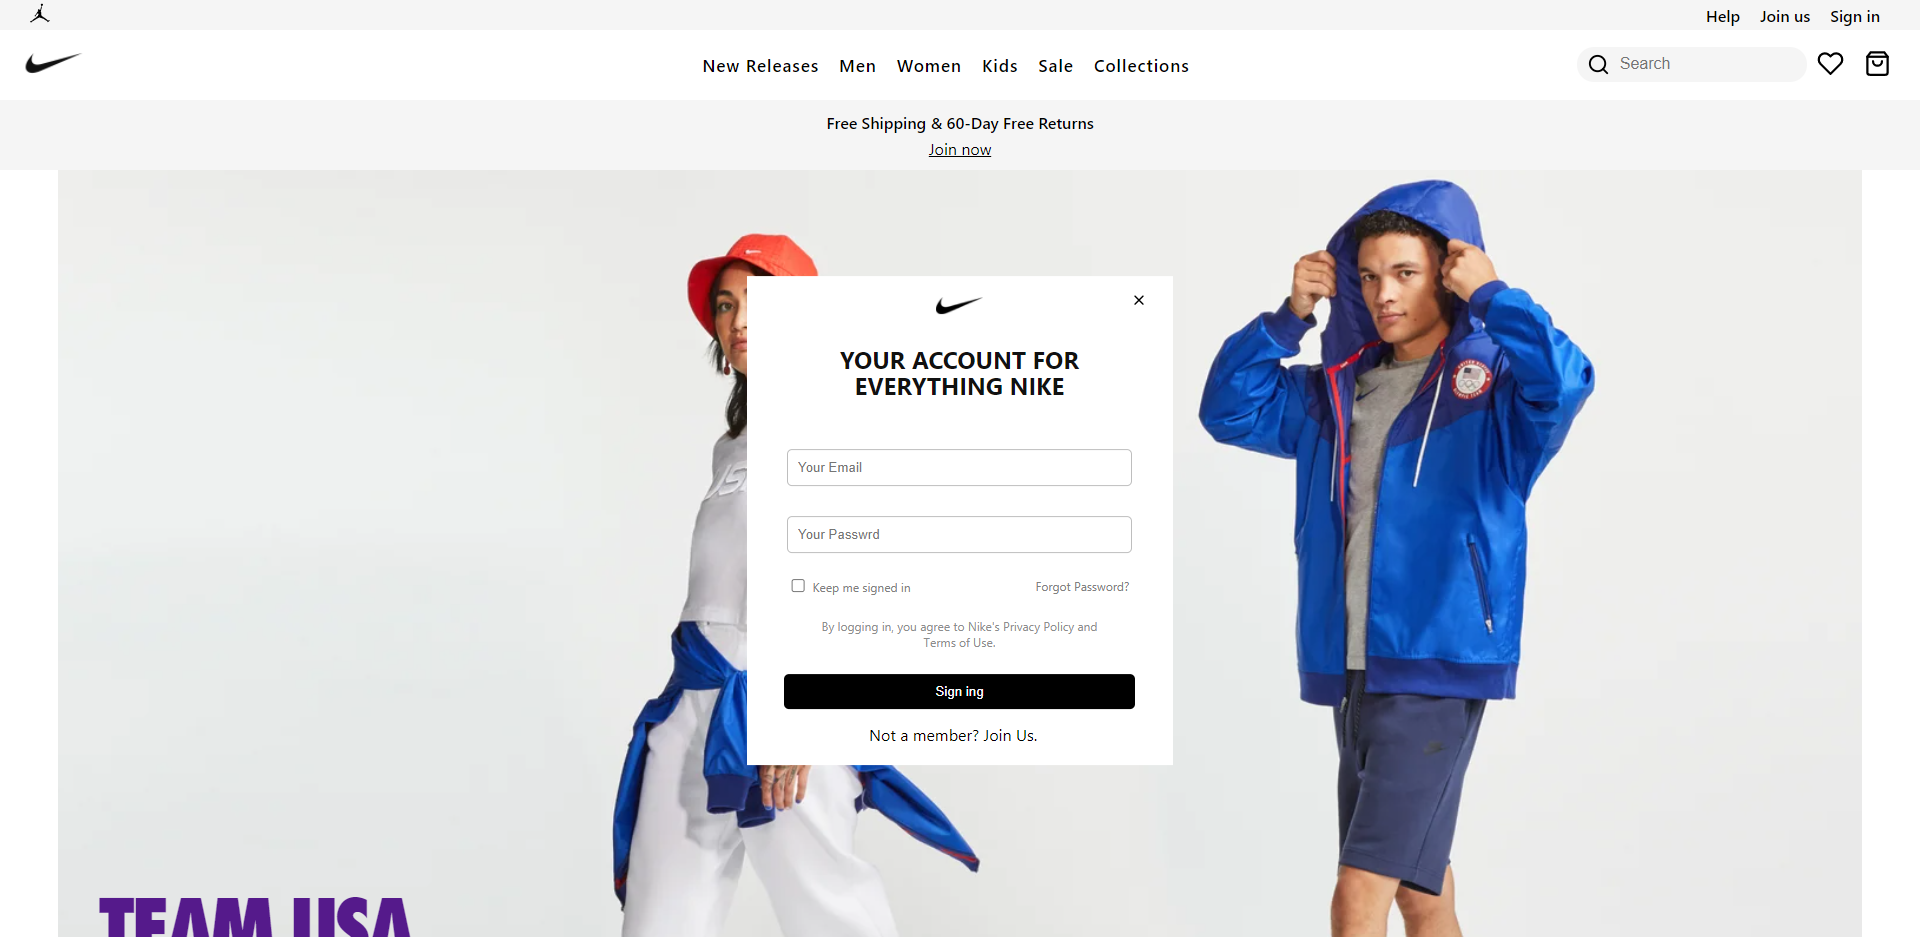 Help Join us Sign in
New Releases Men Women Kids Sale Collections
Search
Free Shipping & 60-Day Free Returns
Join now
YOUR ACCOUNT FOR
EVERYTHING NIKE
Your Email
Your Passwrd
Keep me signed in
Forgot Password?
By logging in, you agree to Nike's Privacy Policy and
Terms of Use.
Sign ing
Not a member? Join Us.
TEAM USA